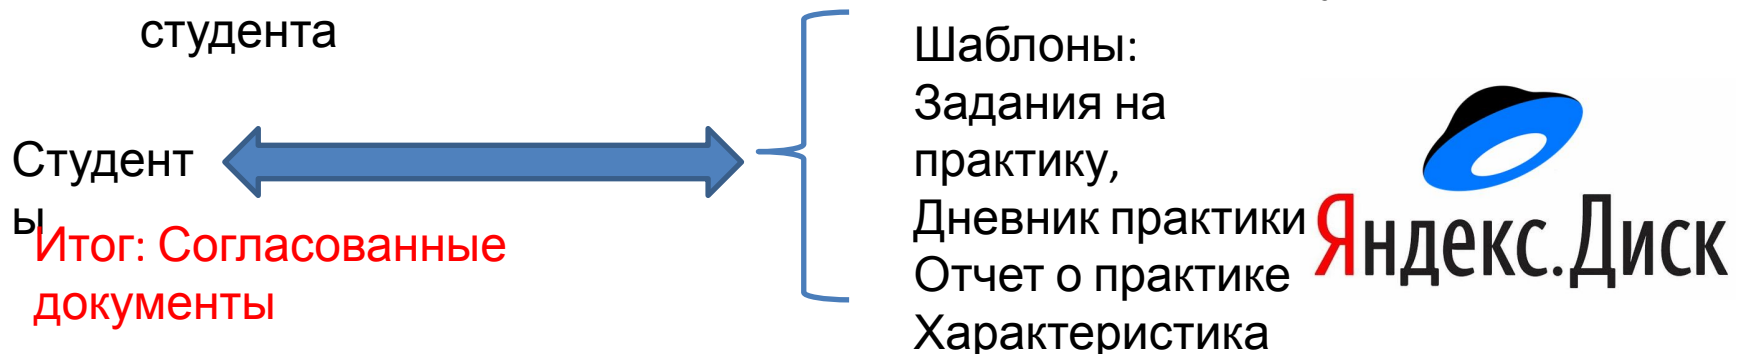 студента
Студент
ы
Итог: Согласованные
документы
Шаблоны:
Задания на
практику,
Дневник практики
Отчет о практике
Характеристика
Яндекс.Диск